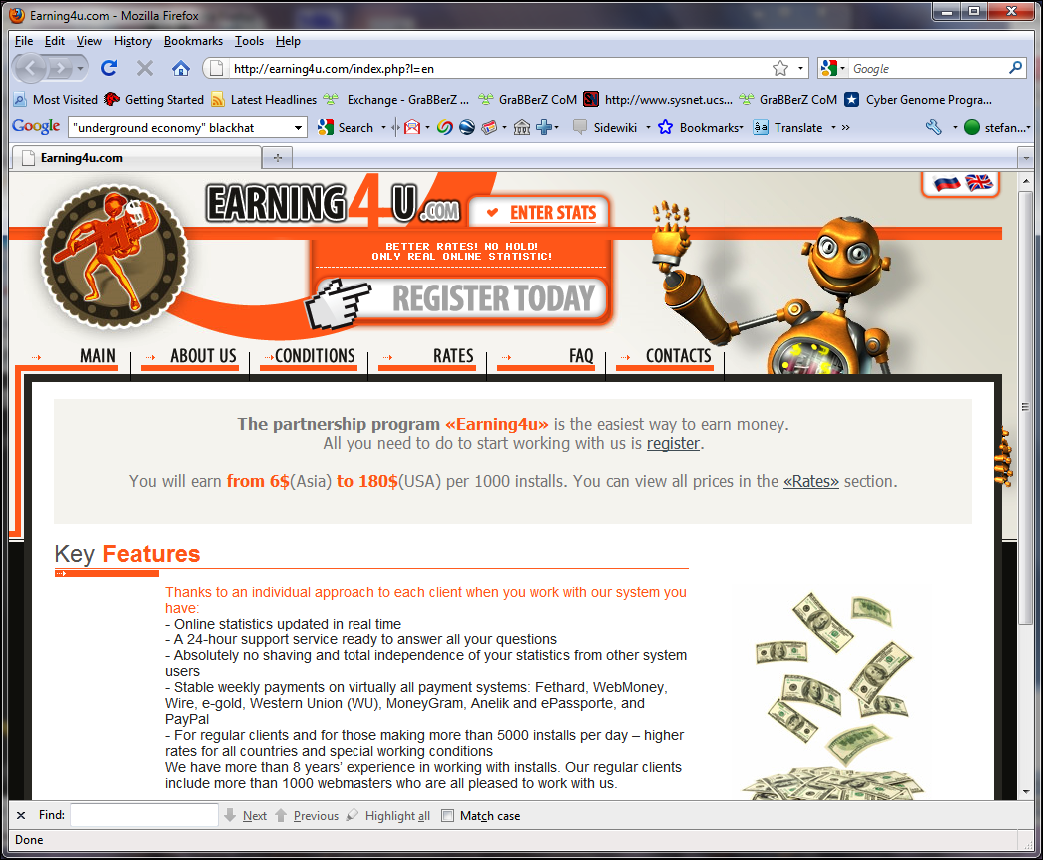 Earning4u.com - Mozilla Firefox
File Edit View History Bookmarks Tools Help
http://earning4u.com/index.php?l=en
Google
Most Visited Getting Started Latest Headlines Exchange - GraBBerZ ... GraBBerZ CoM http://www.sysnet.ucs... GraBBerZ CoM Cyber Genome Progra...
Google "underground economy" blackhat Search Sidewiki Bookmarks Translate » stefan...
Earning4u.com
EARNING4U.COM
ENTER STATS
BETTER RATES! NO HOLD!
ONLY REAL ONLINE STATISTIC!
REGISTER TODAY
MAIN ABOUT US CONDITIONS RATES FAQ CONTACTS
The partnership program «Earning4u» is the easiest way to earn money.
All you need to do to start working with us is register.
You will earn from 6$(Asia) to 180$(USA) per 1000 installs. You can view all prices in the «Rates» section.
Key Features
Thanks to an individual approach to each client when you work with our system you
have:
- Online statistics updated in real time
- A 24-hour support service ready to answer all your questions
- Absolutely no shaving and total independence of your statistics from other system
users
- Stable weekly payments on virtually all payment systems: Fethard, WebMoney,
Wire, e-gold, Western Union (WU), MoneyGram, Anelik and ePassporte, and
PayPal
- For regular clients and for those making more than 5000 installs per day – higher
rates for all countries and special working conditions
We have more than 8 years' experience in working with installs. Our regular clients
include more than 1000 webmasters who are all pleased to work with us.
Find: Next Previous Highlight all Match case
Done